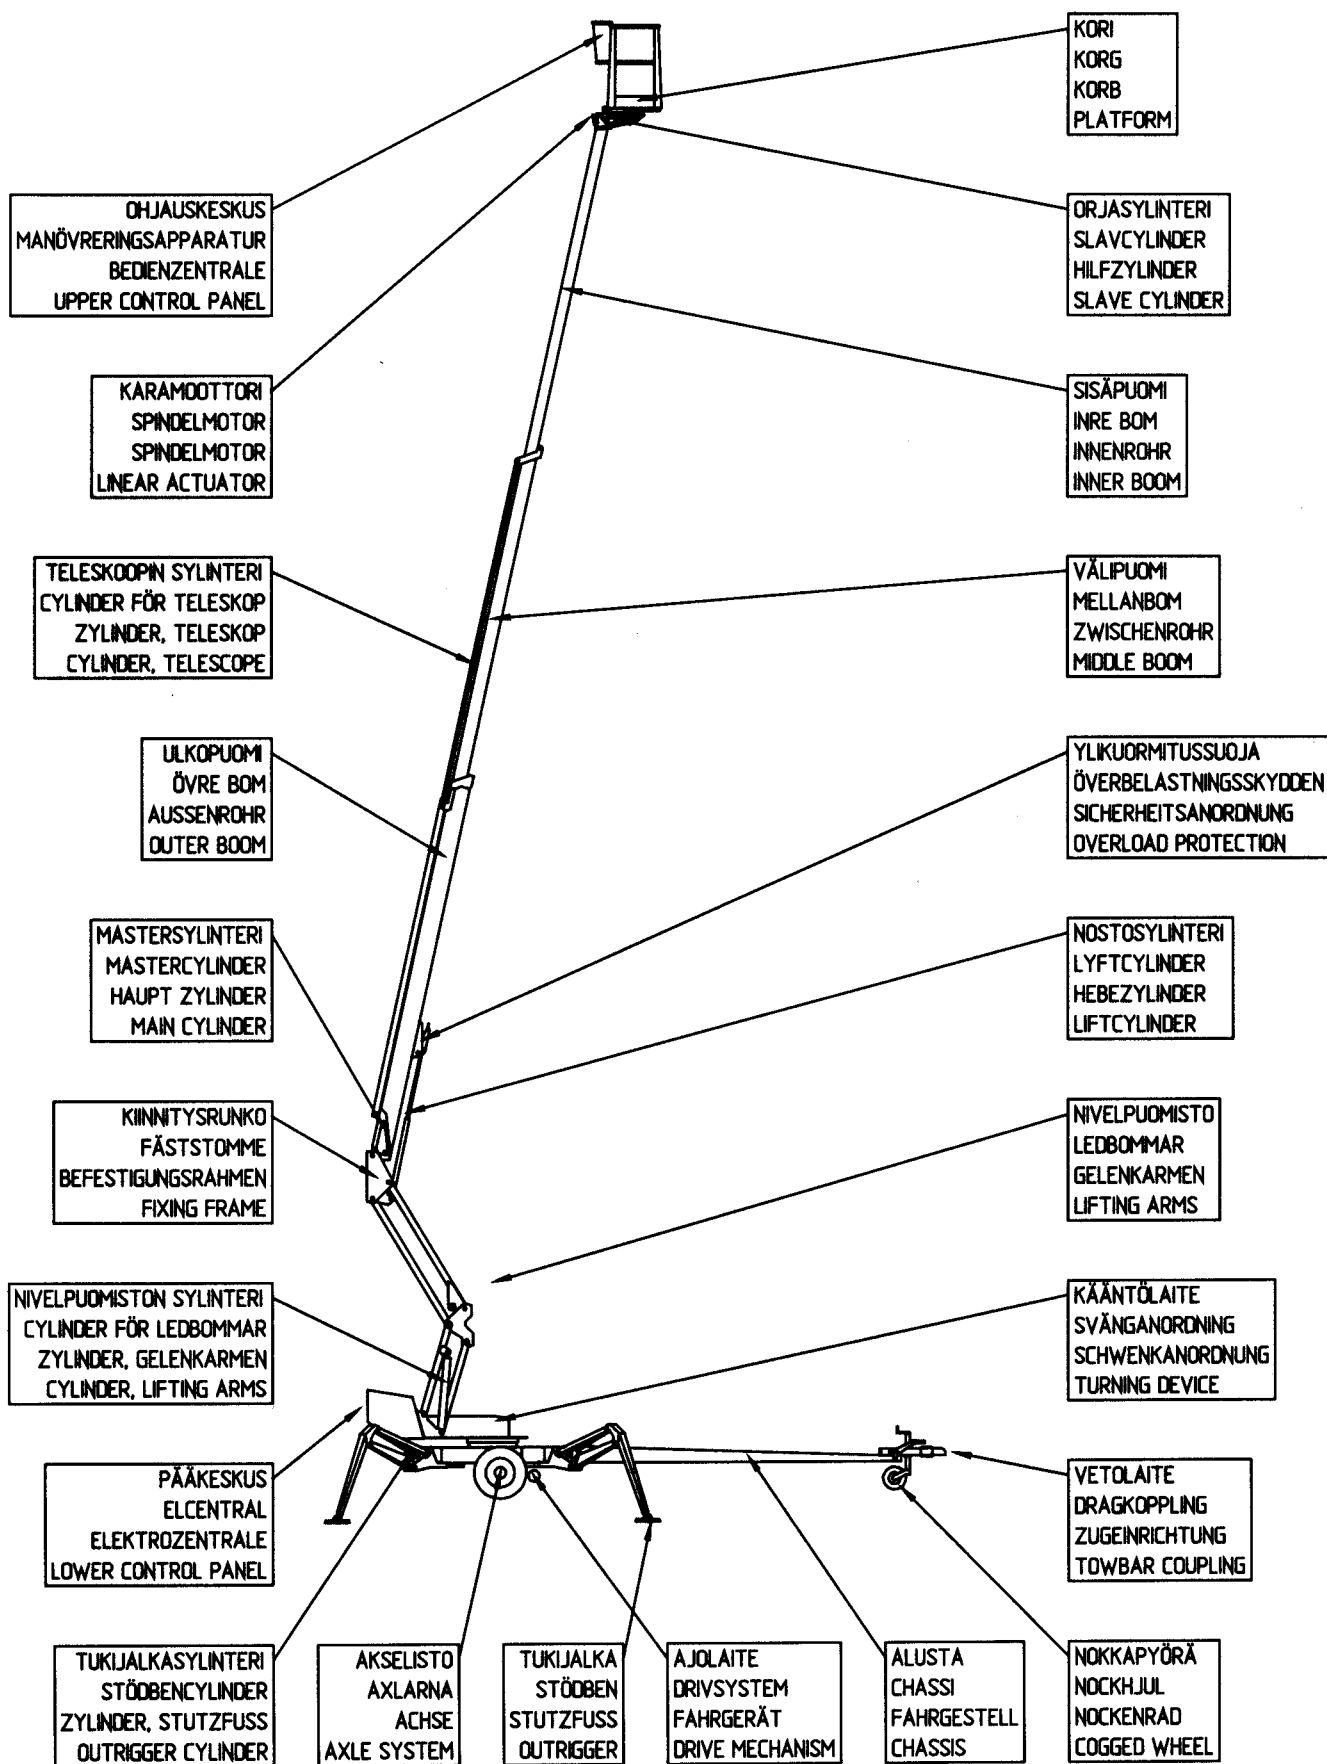 KORI
KORG
KORB
PLATFORM
OHJAUSKESKUS
MANÖVRERINGSAPPARATUR
BEDIENZENTRALE
UPPER CONTROL PANEL
ORJASYLINTERI
SLAVCYLINDER
HILFZYLINDER
SLAVE CYLINDER
KARAMOOTTORI
SPINDELMOTOR
SPINDELMOTOR
LINEAR ACTUATOR
SISÄPUOMI
INRE BOM
INNENROHR
INNER BOOM
TELESKOOPIN SYLINTERI
CYLINDER FÖR TELESKOP
ZYLINDER, TELESKOP
CYLINDER, TELESCOPE
VÄLIPUOMI
MELLANBOM
ZWISCHENROHR
MIDDLE BOOM
ULKOPUOMI
ÖVRE BOM
AUSSENROHR
OUTER BOOM
YLIKUORMITUSSUOJA
ÖVERBELASTNINGSSKYDDEN
SICHERHEITSANORDNUNG
OVERLOAD PROTECTION
MASTERSYLINTERI
MASTERCYLINDER
HAUPT ZYLINDER
MAIN CYLINDER
NOSTOSYLINTERI
LYFTCYLINDER
HEBEZYLINDER
LIFTCYLINDER
KIINNITYSRUNKO
FÄSTSTOMME
BEFESTIGUNGSRAHMEN
FIXING FRAME
NIVELPUOMISTO
LEDBOMMAR
GELENKARMEN
LIFTING ARMS
NIVELPUOMISTON SYLINTERI
CYLINDER FÖR LEDBOMMAR
ZYLINDER, GELENKARMEN
CYLINDER, LIFTING ARMS
KÄÄNTÖLAITE
SVÄNGANORDNING
SCHWENKANORDNUNG
TURNING DEVICE
PÄÄKESKUS
ELCENTRAL
ELEKTROZENTRALE
LOWER CONTROL PANEL
VETOLAITE
DRAGKOPPLING
ZUGEINRICHTUNG
TOWBAR COUPLING
TUKIJALKASYLINTERI
STÖDBENCYLINDER
ZYLINDER, STUTZFUSS
OUTRIGGER CYLINDER
AKSELISTO
AXLARNA
ACHSE
AXLE SYSTEM
TUKIJALKA
STÖDBEN
STUTZFUSS
OUTRIGGER
AJOLAITE
DRIVSYSTEM
FAHRGERÄT
DRIVE MECHANISM
ALUSTA
CHASSI
FAHRGESTELL
CHASSIS
NOKKAPYÖRÄ
NOCKHJUL
NOCKENRAD
COGGED WHEEL